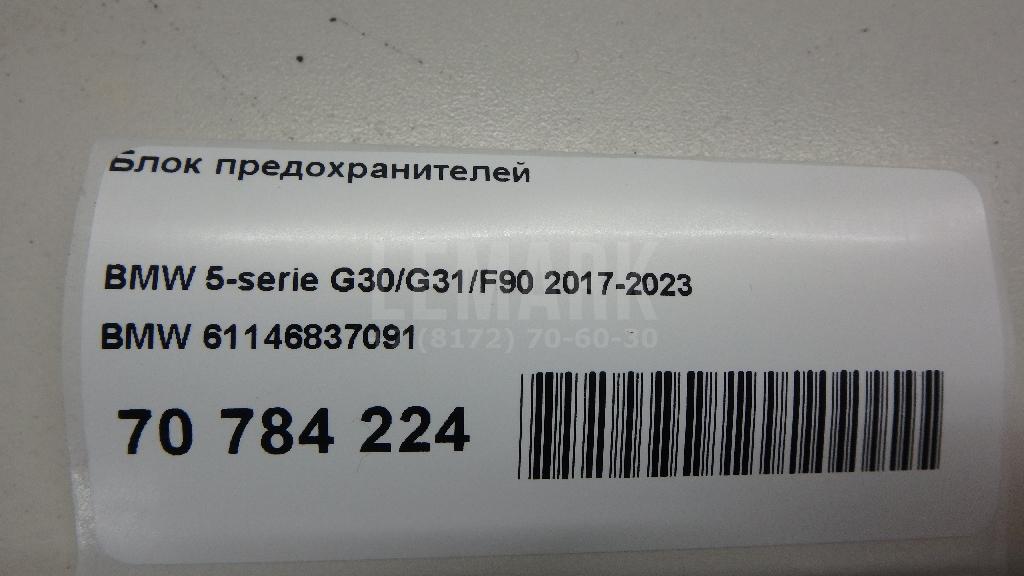 Блок предохранителей
BMW 5-serie G30/G31/F90 2017-2023
LEMARK
BMW 61146837091
(8172) 70-60-30
70 784 224